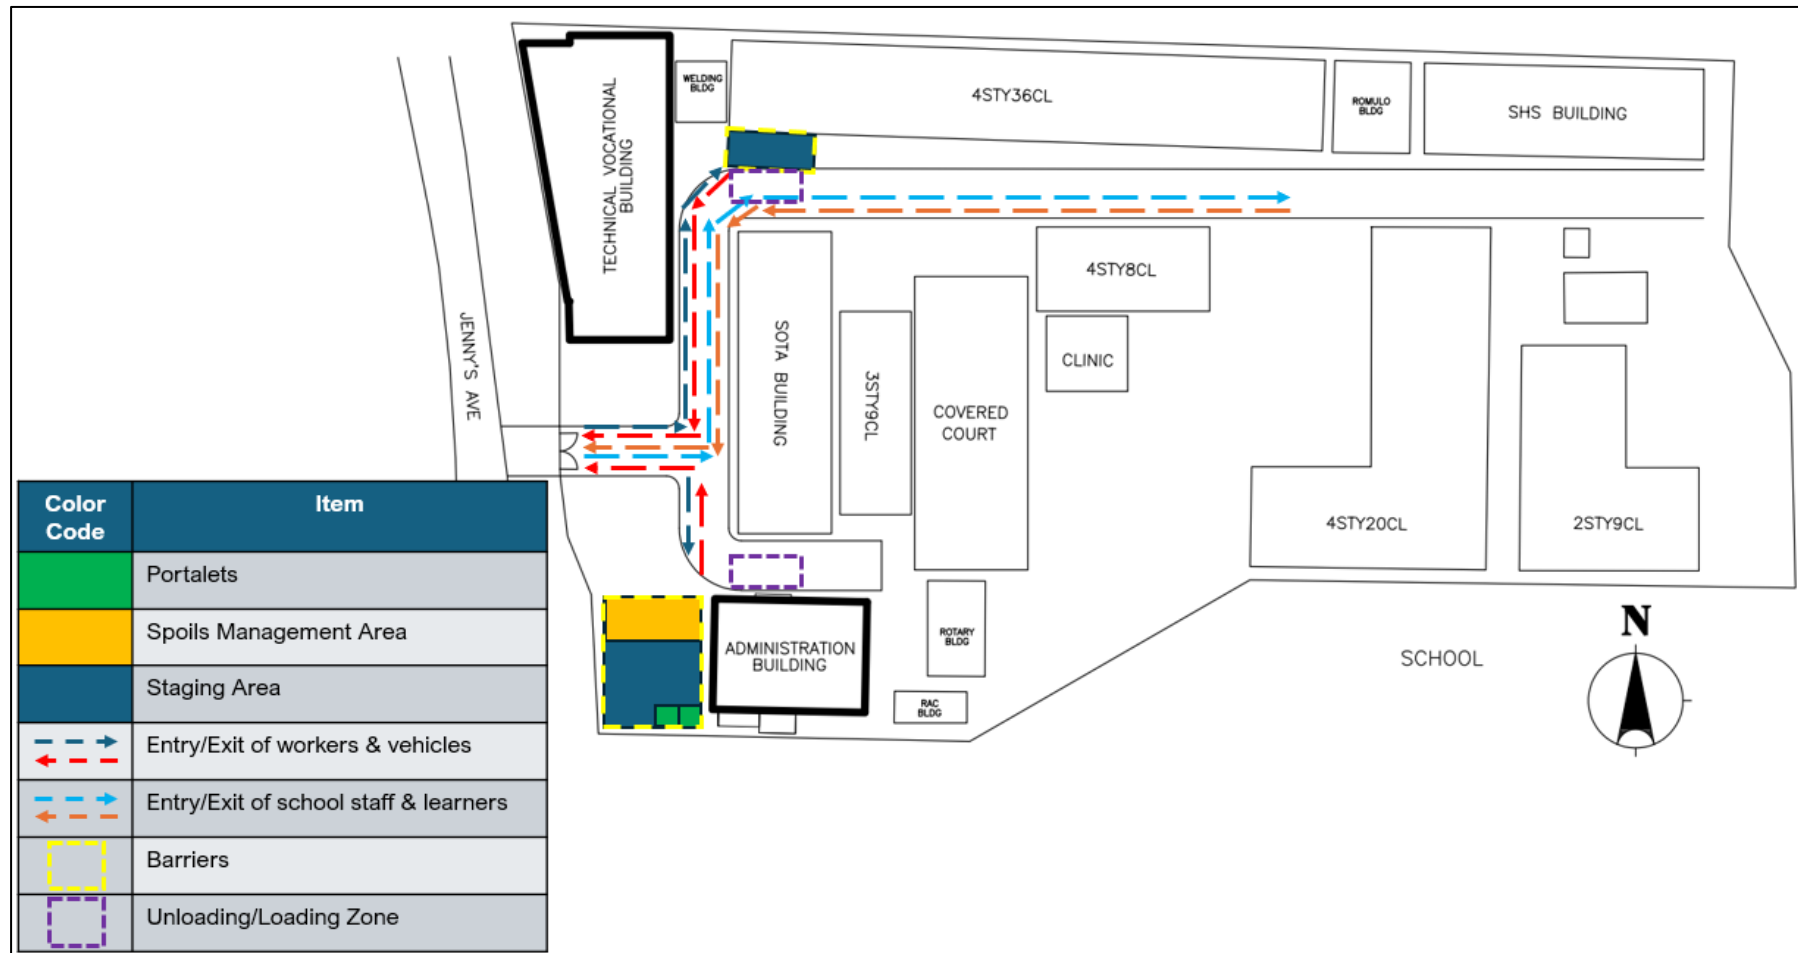 WELDING
BLDG
4STY36CL
ROMULO
BLDG
SHS BUILDING
TECHNICAL VOCATIONAL
BUILDING
JENNY'S AVE
SOTA BUILDING
3STY9CL
COVERED
COURT
4STY8CL
CLINIC
4STY20CL
2STY9CL
ADMINISTRATION
BUILDING
ROTARY
BLDG
RAC
BLDG
SCHOOL
N
Color
Code
Item
Portalets
Spoils Management Area
Staging Area
Entry/Exit of workers & vehicles
Entry/Exit of school staff & learners
Barriers
Unloading/Loading Zone